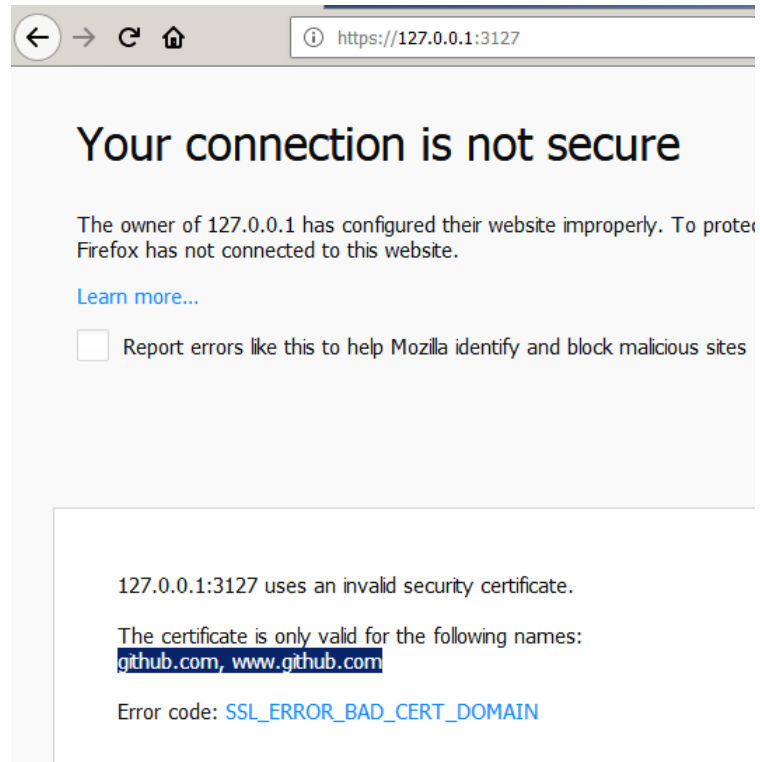 https://127.0.0.1:3127
Your connection is not secure
The owner of 127.0.0.1 has configured their website improperly. To
Firefox has not connected to this website.
Learn more...
Report errors like this to help Mozilla identify and block malicious sites
127.0.0.1:3127 uses an invalid security certificate.
The certificate is only valid for the following names:
github.com, www.github.com
Error code: SSL_ERROR_BAD_CERT_DOMAIN